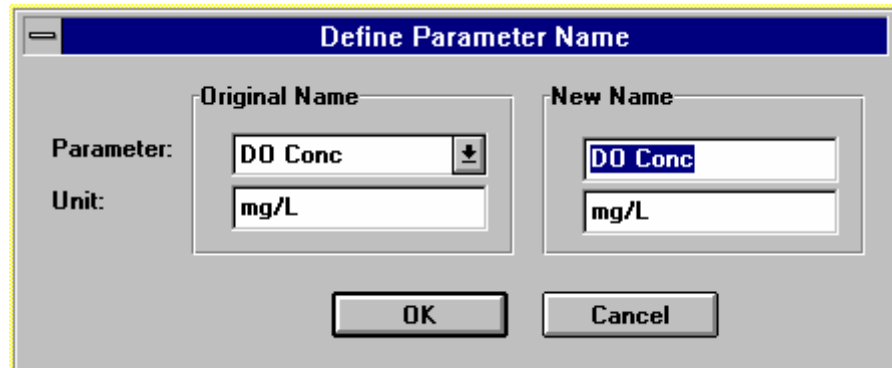 Define Parameter Name
Original Name
New Name
Parameter:
DO Conc
DO Conc
Unit:
mg/L
mg/L
OK
Cancel